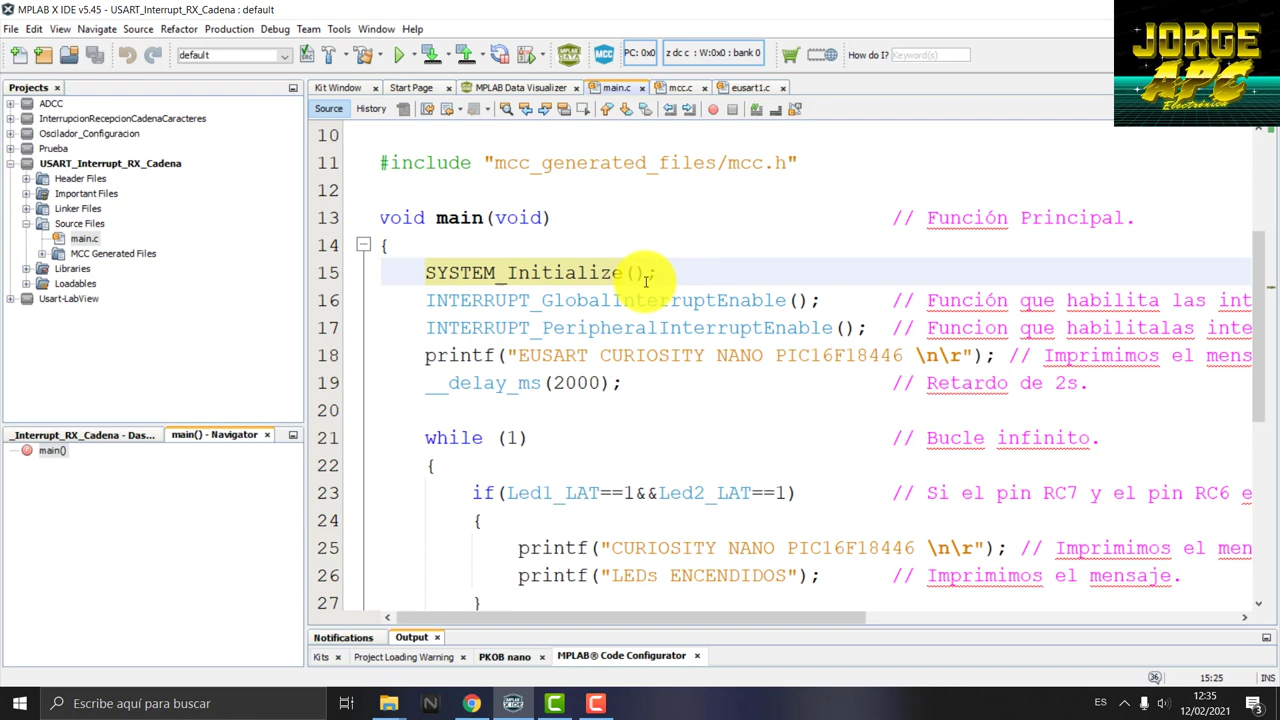 MPLAB X IDE v5.45 - USART_Interrupt_RX_Cadena : default
File Edit View Navigate Source Refactor Production Debug Team Tools Window Help
default
PC: 0x0
z dc c : W:0x0 : bank 0
How do I? Keyword(s)
JORGE
APC
Electrónica
Projects
Kit Window
Start Page
MPLAB Data Visualizer
main.c
mcc.c
eusart1.c
Source
History
ADCC
InterrupcionRecepcionCadenaCaracteres
Oscilador_Configuracion
Prueba
USART_Interrupt_RX_Cadena
Header Files
Important Files
Linker Files
Source Files
main.c
MCC Generated Files
Libraries
Loadables
Usart-LabView
_Interrupt_RX_Cadena - Das...
main() - Navigator
main()
10
11 #include "mcc_generated_files/mcc.h"
12
13 void main(void) // Función Principal.
14 {
15 SYSTEM_Initialize();
16 INTERRUPT_GlobalInterruptEnable(); // Función que habilita las int
17 INTERRUPT_PeripheralInterruptEnable(); // Funcion que habilitalas inte
18 printf("EUSART CURIOSITY NANO PIC16F18446 \n\r"); // Imprimimos el mens
19 __delay_ms(2000); // Retardo de 2s.
20
21 while (1) // Bucle infinito.
22 {
23 if(Led1_LAT==1&&Led2_LAT==1) // Si el pin RC7 y el pin RC6 e
24 {
25 printf("CURIOSITY NANO PIC16F18446 \n\r"); // Imprimimos el men
26 printf("LEDs ENCENDIDOS"); // Imprimimos el mensaje.
27 }
Notifications
Output
Kits
Project Loading Warning
PKOB nano
MPLAB® Code Configurator
36
15:25
INS
Escribe aquí para buscar
ES
12:35
12/02/2021
3